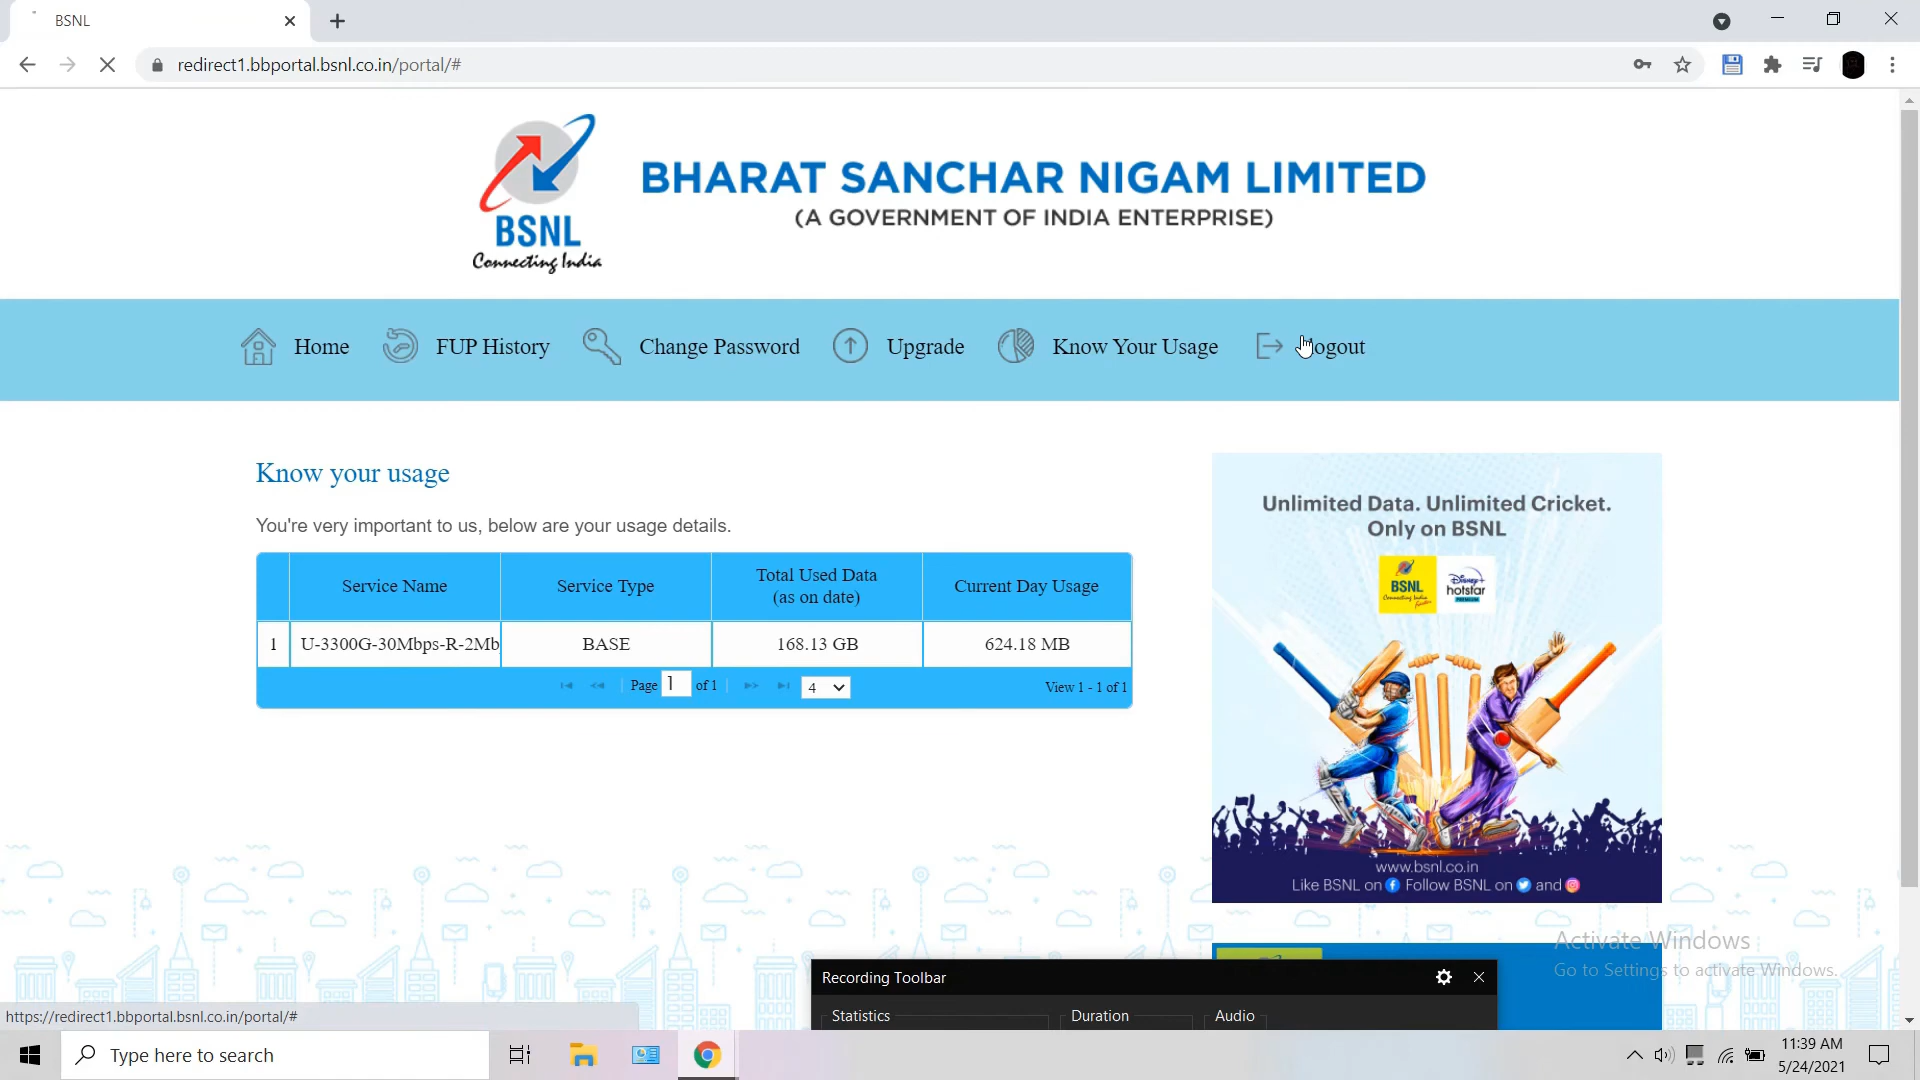 BSNL
redirect1.bbportal.bsnl.co.in/portal/#
BSNL
Connecting India
BHARAT SANCHAR NIGAM LIMITED
(A GOVERNMENT OF INDIA ENTERPRISE)
Home
FUP History
Change Password
Upgrade
Know Your Usage
ogout
Know your usage
You're very important to us, below are your usage details.
Service Name
Service Type
Total Used Data
(as on date)
Current Day Usage
1
U-3300G-30Mbps-R-2Mb
BASE
168.13 GB
624.18 MB
Page 1 of 1
4
View 1 - 1 of 1
Unlimited Data. Unlimited Cricket.
Only on BSNL
BSNL
Disney+
hotstar
PREMIUM
www.bsnl.co.in
Like BSNL on Follow BSNL on and
Activate Windows
Go to Settings to activate Windows.
Recording Toolbar
Statistics
Duration
Audio
https://redirect1.bbportal.bsnl.co.in/portal/#
Type here to search
11:39 AM
5/24/2021